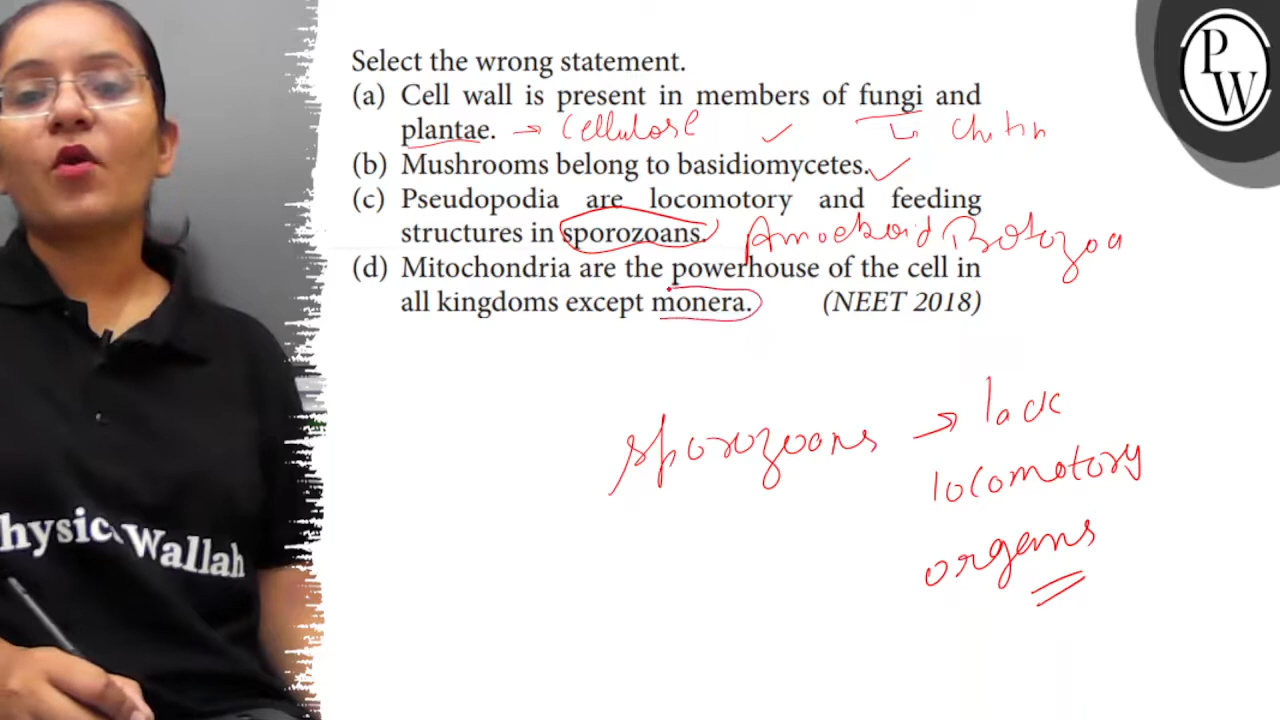 P
W
Select the wrong statement.
(a) Cell wall is present in members of fungi and
plantae. → Cellulose ✓ ↳ Chitin
(b) Mushrooms belong to basidiomycetes. ✓
(c) Pseudopodia are locomotory and feeding
structures in sporozoans. Amoeboid Protozoa
(d) Mitochondria are the powerhouse of the cell in
all kingdoms except monera. (NEET 2018)
sporozoans → lack
locomotory
organs
hysics Wallah